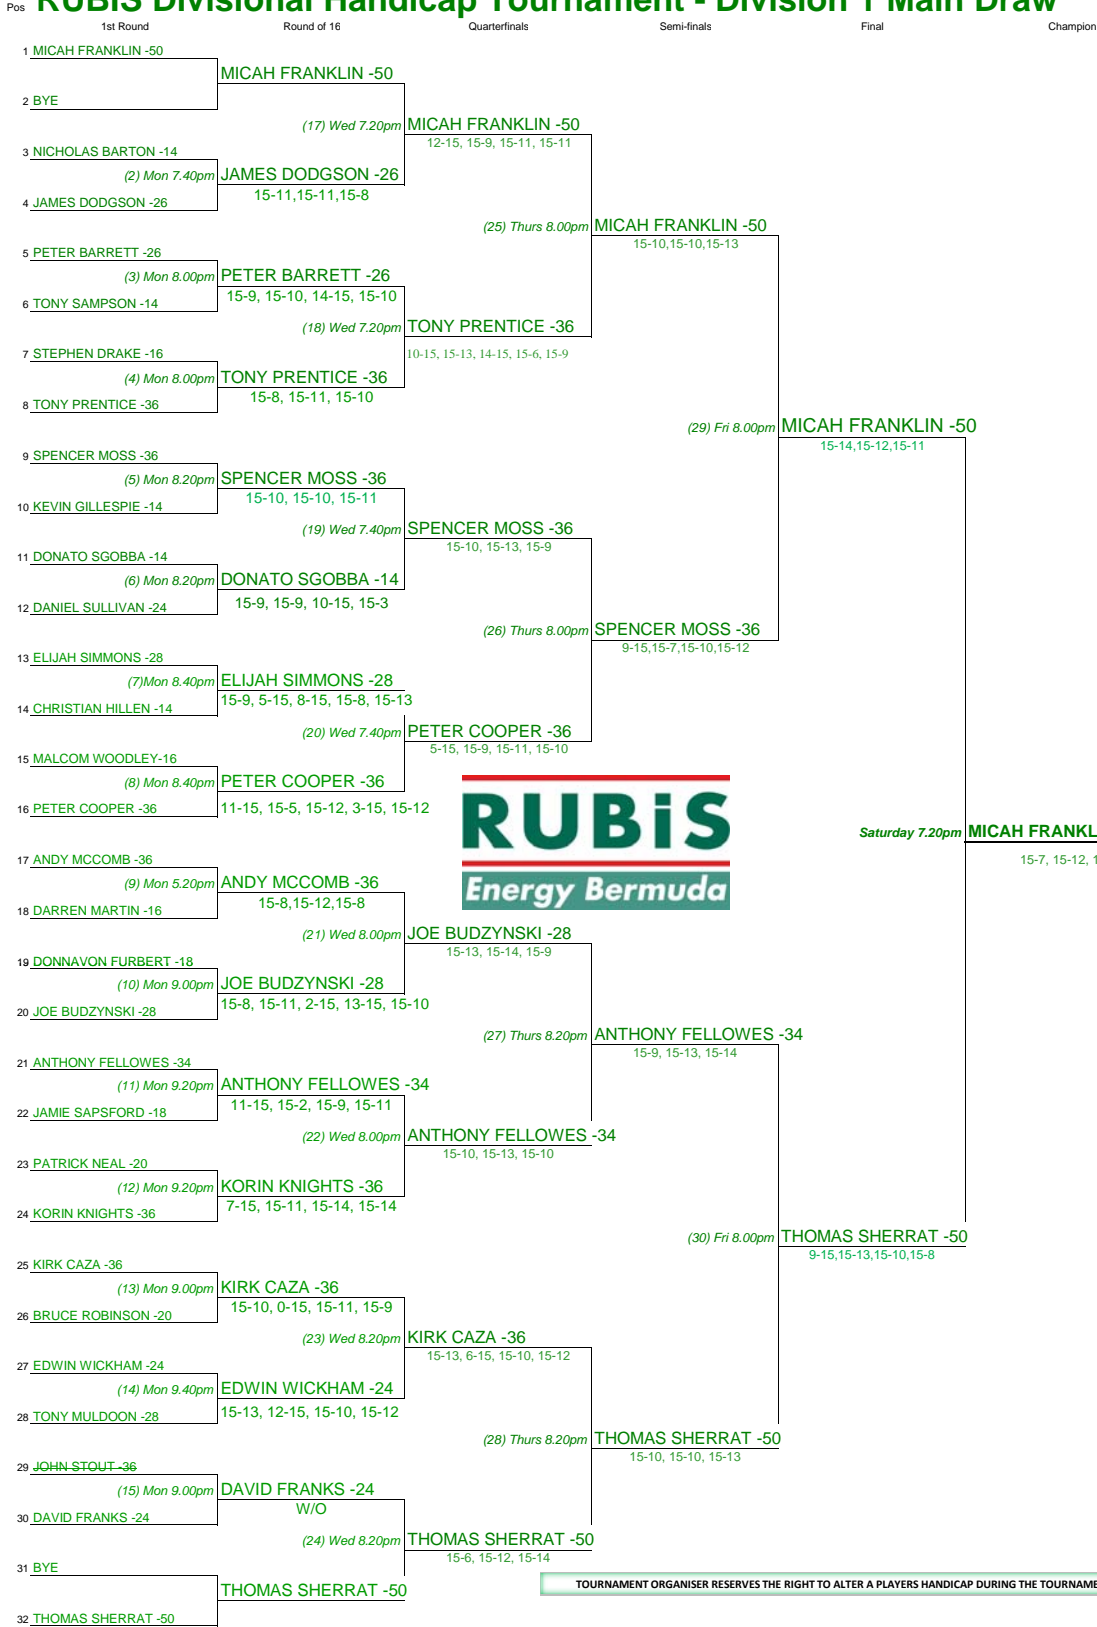 Pos RUBIS Divisional Handicap Tournament - Division 1 Main Draw
1st Round Round of 16 Quarterfinals Semi-finals Final Champion
1 MICAH FRANKLIN -50
MICAH FRANKLIN -50
2 BYE
(17) Wed 7.20pm MICAH FRANKLIN -50
12-15, 15-9, 15-11, 15-11
3 NICHOLAS BARTON -14
(2) Mon 7.40pm JAMES DODGSON -26
15-11,15-11,15-8
4 JAMES DODGSON -26
(25) Thurs 8.00pm MICAH FRANKLIN -50
15-10,15-10,15-13
5 PETER BARRETT -26
(3) Mon 8.00pm PETER BARRETT -26
15-9, 15-10, 14-15, 15-10
6 TONY SAMPSON -14
(18) Wed 7.20pm TONY PRENTICE -36
10-15, 15-13, 14-15, 15-6, 15-9
7 STEPHEN DRAKE -16
(4) Mon 8.00pm TONY PRENTICE -36
15-8, 15-11, 15-10
8 TONY PRENTICE -36
(29) Fri 8.00pm MICAH FRANKLIN -50
15-14,15-12,15-11
9 SPENCER MOSS -36
(5) Mon 8.20pm SPENCER MOSS -36
15-10, 15-10, 15-11
10 KEVIN GILLESPIE -14
(19) Wed 7.40pm SPENCER MOSS -36
15-10, 15-13, 15-9
11 DONATO SGOBBA -14
(6) Mon 8.20pm DONATO SGOBBA -14
15-9, 15-9, 10-15, 15-3
12 DANIEL SULLIVAN -24
(26) Thurs 8.00pm SPENCER MOSS -36
9-15,15-7,15-10,15-12
13 ELIJAH SIMMONS -28
(7)Mon 8.40pm ELIJAH SIMMONS -28
15-9, 5-15, 8-15, 15-8, 15-13
14 CHRISTIAN HILLEN -14
(20) Wed 7.40pm PETER COOPER -36
5-15, 15-9, 15-11, 15-10
15 MALCOM WOODLEY-16
(8) Mon 8.40pm PETER COOPER -36
16 PETER COOPER -36 11-15, 15-5, 15-12, 3-15, 15-12
RUBiS
Energy Bermuda
Saturday 7.20pm MICAH FRANKL
15-7, 15-12, 1
17 ANDY MCCOMB -36
(9) Mon 5.20pm ANDY MCCOMB -36
15-8,15-12,15-8
18 DARREN MARTIN -16
(21) Wed 8.00pm JOE BUDZYNSKI -28
15-13, 15-14, 15-9
19 DONNAVON FURBERT -18
(10) Mon 9.00pm JOE BUDZYNSKI -28
15-8, 15-11, 2-15, 13-15, 15-10
20 JOE BUDZYNSKI -28
(27) Thurs 8.20pm ANTHONY FELLOWES -34
15-9, 15-13, 15-14
21 ANTHONY FELLOWES -34
(11) Mon 9.20pm ANTHONY FELLOWES -34
11-15, 15-2, 15-9, 15-11
22 JAMIE SAPSFORD -18
(22) Wed 8.00pm ANTHONY FELLOWES -34
15-10, 15-13, 15-10
23 PATRICK NEAL -20
(12) Mon 9.20pm KORIN KNIGHTS -36
7-15, 15-11, 15-14, 15-14
24 KORIN KNIGHTS -36
(30) Fri 8.00pm THOMAS SHERRAT -50
9-15,15-13,15-10,15-8
25 KIRK CAZA -36
(13) Mon 9.00pm KIRK CAZA -36
15-10, 0-15, 15-11, 15-9
26 BRUCE ROBINSON -20
(23) Wed 8.20pm KIRK CAZA -36
15-13, 6-15, 15-10, 15-12
27 EDWIN WICKHAM -24
(14) Mon 9.40pm EDWIN WICKHAM -24
15-13, 12-15, 15-10, 15-12
28 TONY MULDOON -28
(28) Thurs 8.20pm THOMAS SHERRAT -50
15-10, 15-10, 15-13
29 JOHN STOUT -36
(15) Mon 9.00pm DAVID FRANKS -24
W/O
30 DAVID FRANKS -24
(24) Wed 8.20pm THOMAS SHERRAT -50
15-6, 15-12, 15-14
31 BYE
THOMAS SHERRAT -50
TOURNAMENT ORGANISER RESERVES THE RIGHT TO ALTER A PLAYERS HANDICAP DURING THE TOURNAME
32 THOMAS SHERRAT -50